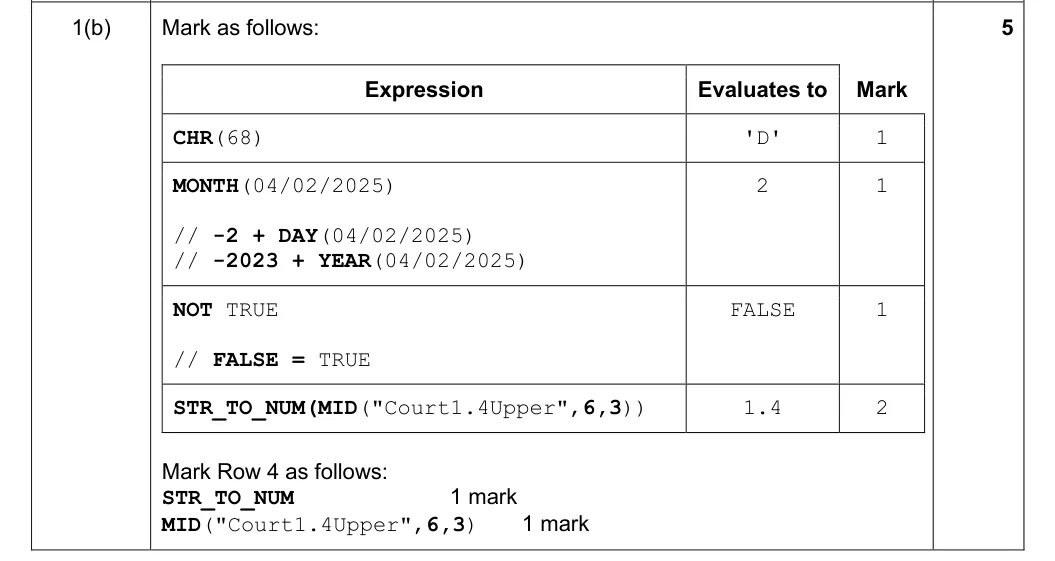 1(b) Mark as follows: 5
Expression Evaluates to Mark
CHR(68) 'D' 1
MONTH(04/02/2025) 2 1
// -2 + DAY(04/02/2025)
// -2023 + YEAR(04/02/2025)
NOT TRUE FALSE 1
// FALSE = TRUE
STR_TO_NUM(MID("Court1.4Upper",6,3)) 1.4 2
Mark Row 4 as follows:
STR_TO_NUM 1 mark
MID("Court1.4Upper",6,3) 1 mark